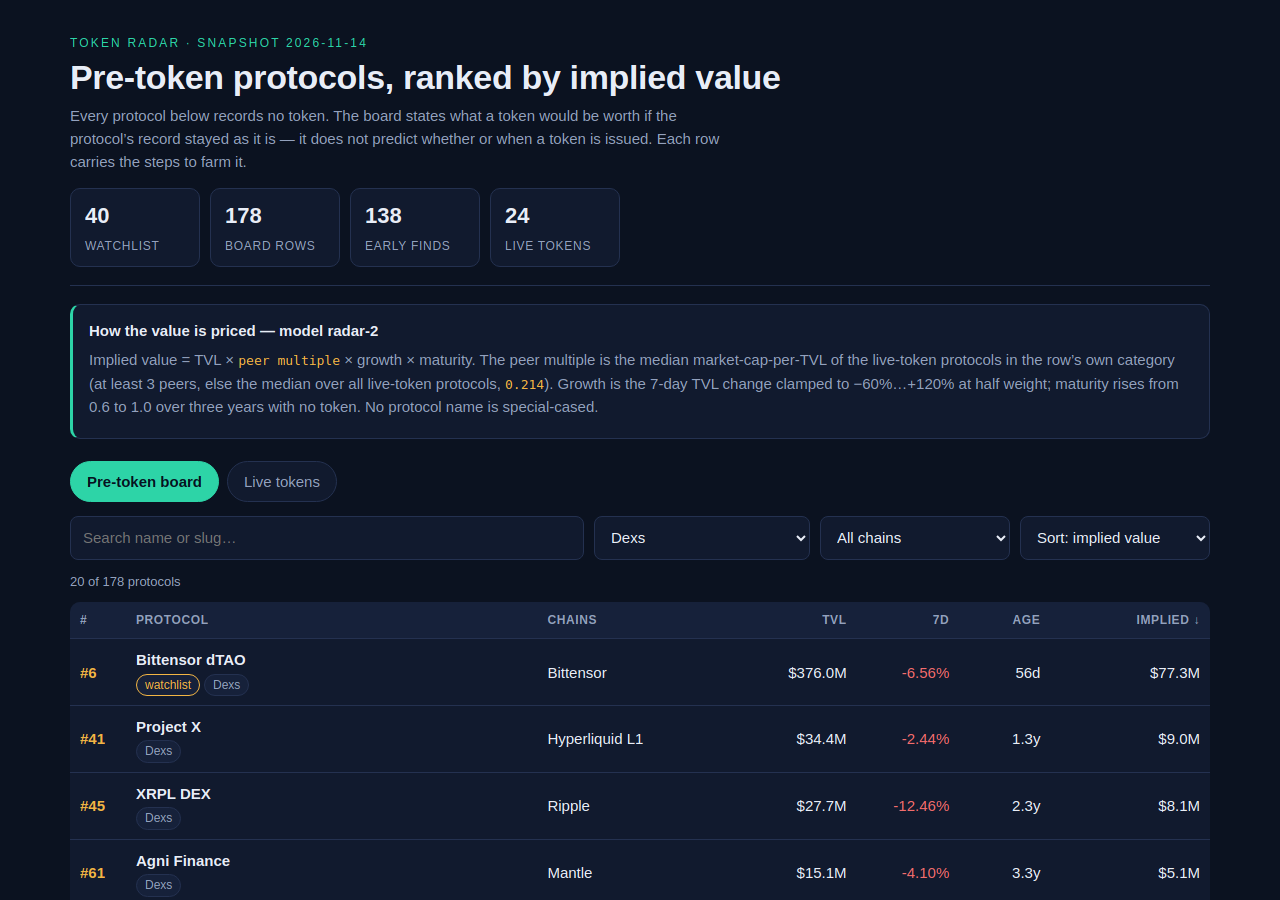 TOKEN RADAR · SNAPSHOT 2026-11-14
Pre-token protocols, ranked by implied value
Every protocol below records no token. The board states what a token would be worth if the
protocol’s record stayed as it is — it does not predict whether or when a token is issued. Each row
carries the steps to farm it.
40
WATCHLIST
178
BOARD ROWS
138
EARLY FINDS
24
LIVE TOKENS
How the value is priced — model radar-2
Implied value = TVL × peer multiple × growth × maturity. The peer multiple is the median market-cap-per-TVL of the live-token protocols in the row’s own category
(at least 3 peers, else the median over all live-token protocols, 0.214). Growth is the 7-day TVL change clamped to −60%…+120% at half weight; maturity rises from
0.6 to 1.0 over three years with no token. No protocol name is special-cased.
Pre-token board Live tokens
Search name or slug… Dexs All chains Sort: implied value
20 of 178 protocols
# PROTOCOL CHAINS TVL 7D AGE IMPLIED ↓
#6 Bittensor dTAO Bittensor $376.0M -6.56% 56d $77.3M
watchlist Dexs
#41 Project X Hyperliquid L1 $34.4M -2.44% 1.3y $9.0M
Dexs
#45 XRPL DEX Ripple $27.7M -12.46% 2.3y $8.1M
Dexs
#61 Agni Finance Mantle $15.1M -4.10% 3.3y $5.1M
Dexs